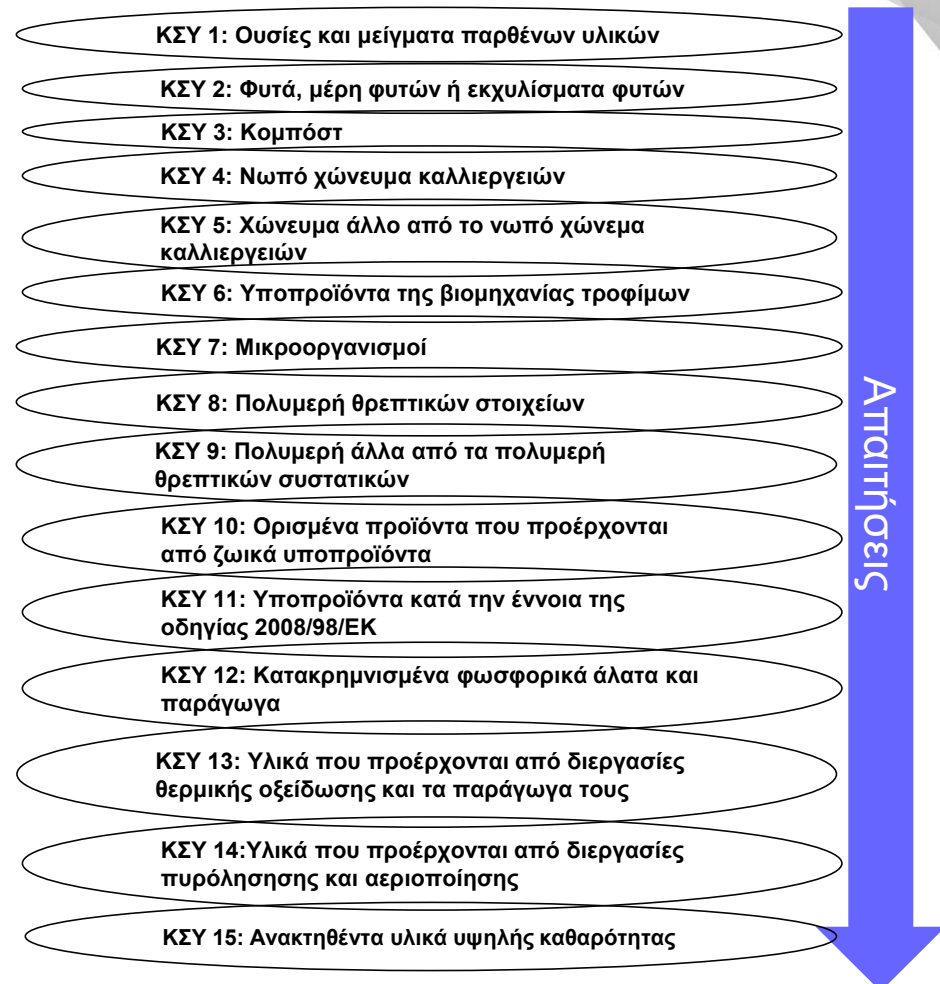 ΚΣΥ 1: Ουσίες και μείγματα παρθένων υλικών
ΚΣΥ 2: Φυτά, μέρη φυτών ή εκχυλίσματα φυτών
ΚΣΥ 3: Κομπόστ
ΚΣΥ 4: Νωπό χώνευμα καλλιεργειών
ΚΣΥ 5: Χώνευμα άλλο από το νωπό χώνεμα
καλλιεργειών
ΚΣΥ 6: Υποπροϊόντα της βιομηχανίας τροφίμων
ΚΣΥ 7: Μικροοργανισμοί
ΚΣΥ 8: Πολυμερή θρεπτικών στοιχείων
ΚΣΥ 9: Πολυμερή άλλα από τα πολυμερή
θρεπτικών συστατικών
ΚΣΥ 10: Ορισμένα προϊόντα που προέρχονται
από ζωικά υποπροϊόντα
ΚΣΥ 11: Υποπροϊόντα κατά την έννοια της
οδηγίας 2008/98/ΕΚ
ΚΣΥ 12: Κατακρημνισμένα φωσφορικά άλατα και
παράγωγα
ΚΣΥ 13: Υλικά που προέρχονται από διεργασίες
θερμικής οξείδωσης και τα παράγωγα τους
ΚΣΥ 14:Υλικά που προέρχονται από διεργασίες
πυρόλησησης και αεριοποίησης
ΚΣΥ 15: Ανακτηθέντα υλικά υψηλής καθαρότητας
Απαιτήσεις